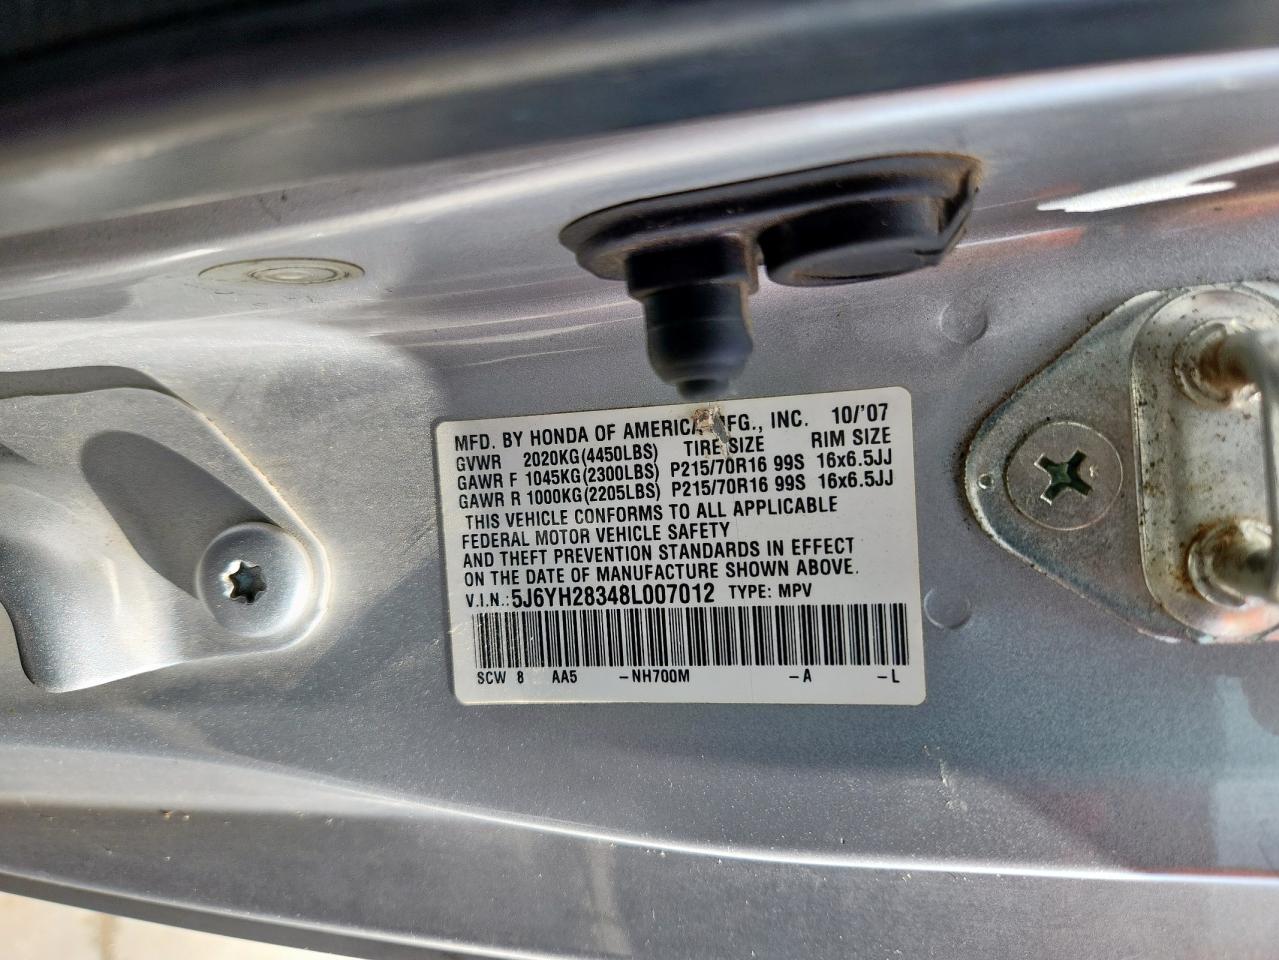 MFD. BY HONDA OF AMERICA MFG., INC. 10/'07
GVWR 2020KG(4450LBS) TIRE SIZE RIM SIZE
GAWR F 1045KG(2300LBS) P215/70R16 99S 16x6.5JJ
GAWR R 1000KG(2205LBS) P215/70R16 99S 16x6.5JJ
THIS VEHICLE CONFORMS TO ALL APPLICABLE
FEDERAL MOTOR VEHICLE SAFETY
AND THEFT PREVENTION STANDARDS IN EFFECT
ON THE DATE OF MANUFACTURE SHOWN ABOVE.
V.I.N.:5J6YH28348L007012 TYPE: MPV
SCW 8 AA5 -NH700M -A -L